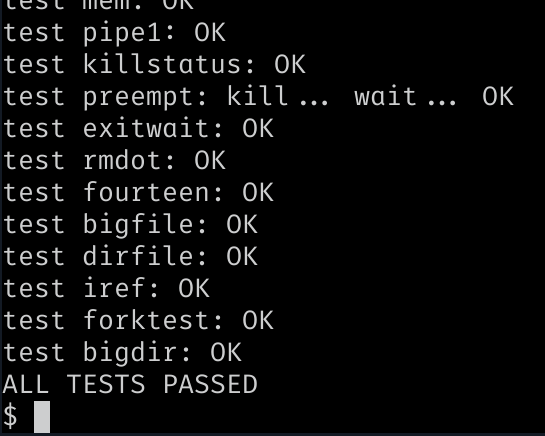 test mem: OK
test pipe1: OK
test killstatus: OK
test preempt: kill... wait... OK
test exitwait: OK
test rmdot: OK
test fourteen: OK
test bigfile: OK
test dirfile: OK
test iref: OK
test forktest: OK
test bigdir: OK
ALL TESTS PASSED
$